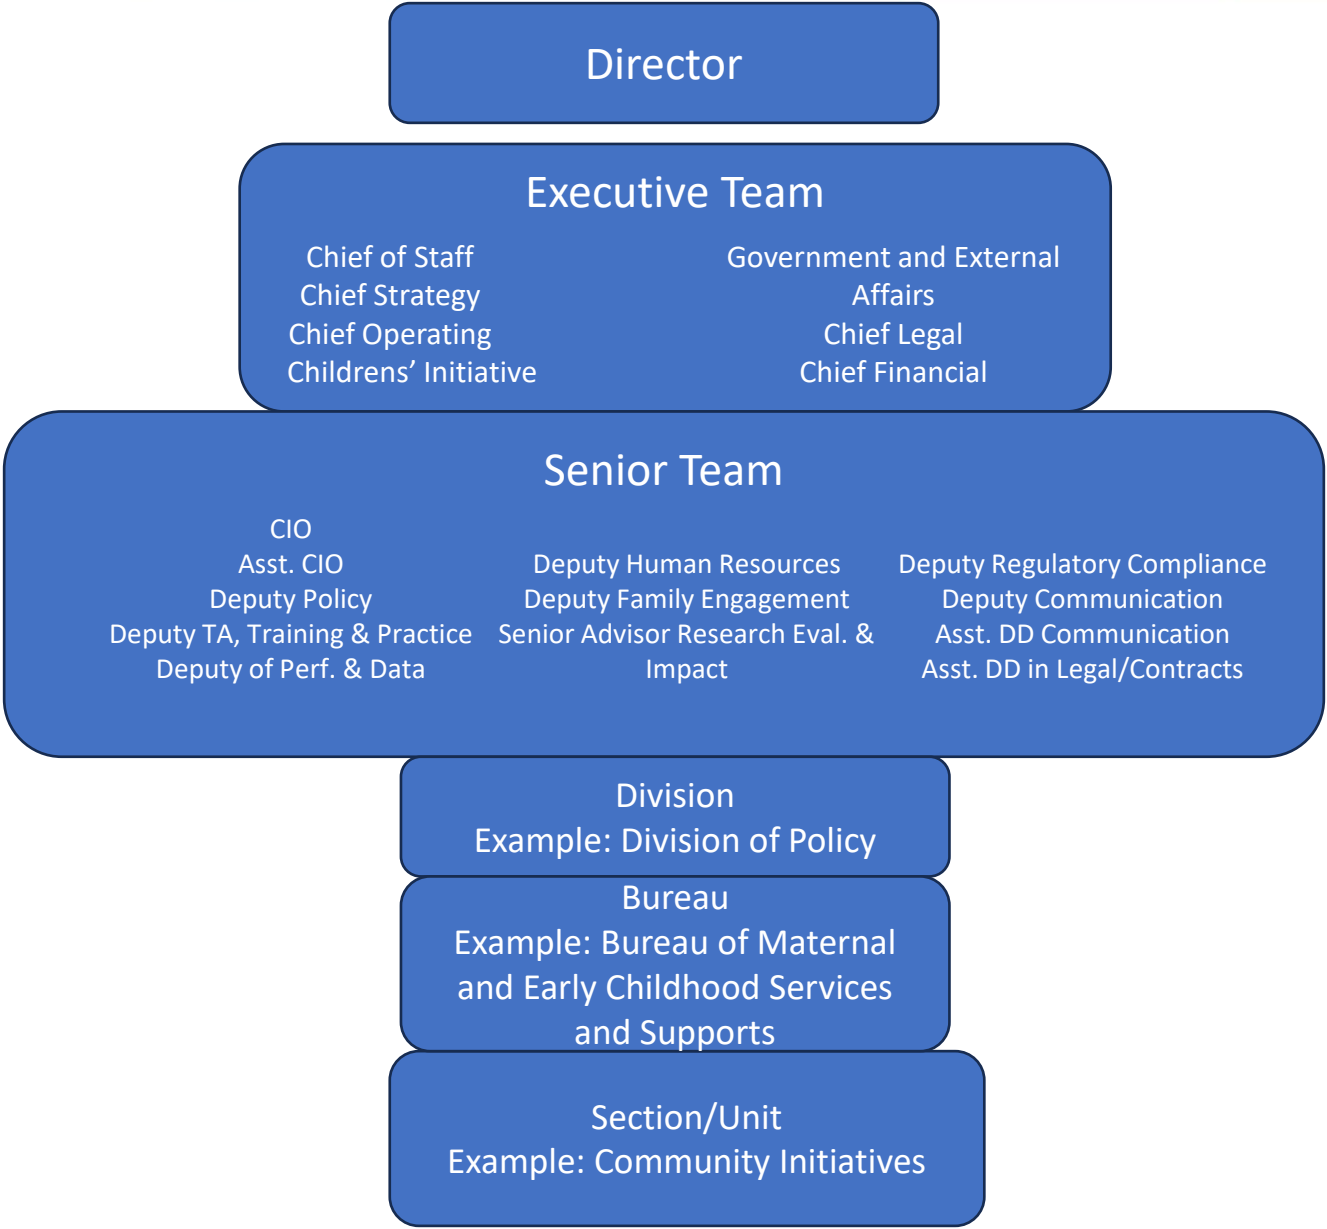 Director
Executive Team
Chief of Staff
Chief Strategy
Chief Operating
Childrens’ Initiative
Government and External
Affairs
Chief Legal
Chief Financial
Senior Team
CIO
Asst. CIO
Deputy Policy
Deputy TA, Training & Practice
Deputy of Perf. & Data
Deputy Human Resources
Deputy Family Engagement
Senior Advisor Research Eval. &
Impact
Deputy Regulatory Compliance
Deputy Communication
Asst. DD Communication
Asst. DD in Legal/Contracts
Division
Example: Division of Policy
Bureau
Example: Bureau of Maternal
and Early Childhood Services
and Supports
Section/Unit
Example: Community Initiatives